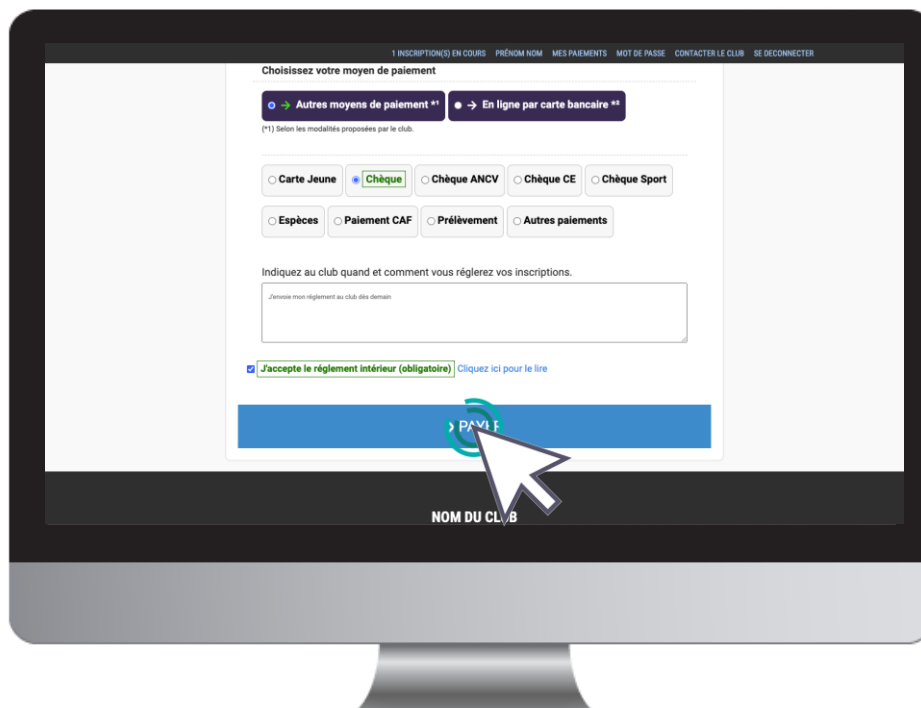 1 INSCRIPTION(S) EN COURS PRÉNOM NOM MES PAIEMENTS MOT DE PASSE CONTACTER LE CLUB SE DECONNECTER
Choisissez votre moyen de paiement
→ Autres moyens de paiement *¹ → En ligne par carte bancaire *²
(*1) Selon les modalités proposées par le club.
Carte Jeune Chèque Chèque ANCV Chèque CE Chèque Sport
Espèces Paiement CAF Prélèvement Autres paiements
Indiquez au club quand et comment vous réglerez vos inscriptions.
J'envoie mon réglement au club dès demain
J'accepte le réglement intérieur (obligatoire) Cliquez ici pour le lire
PAYER
NOM DU CLUB